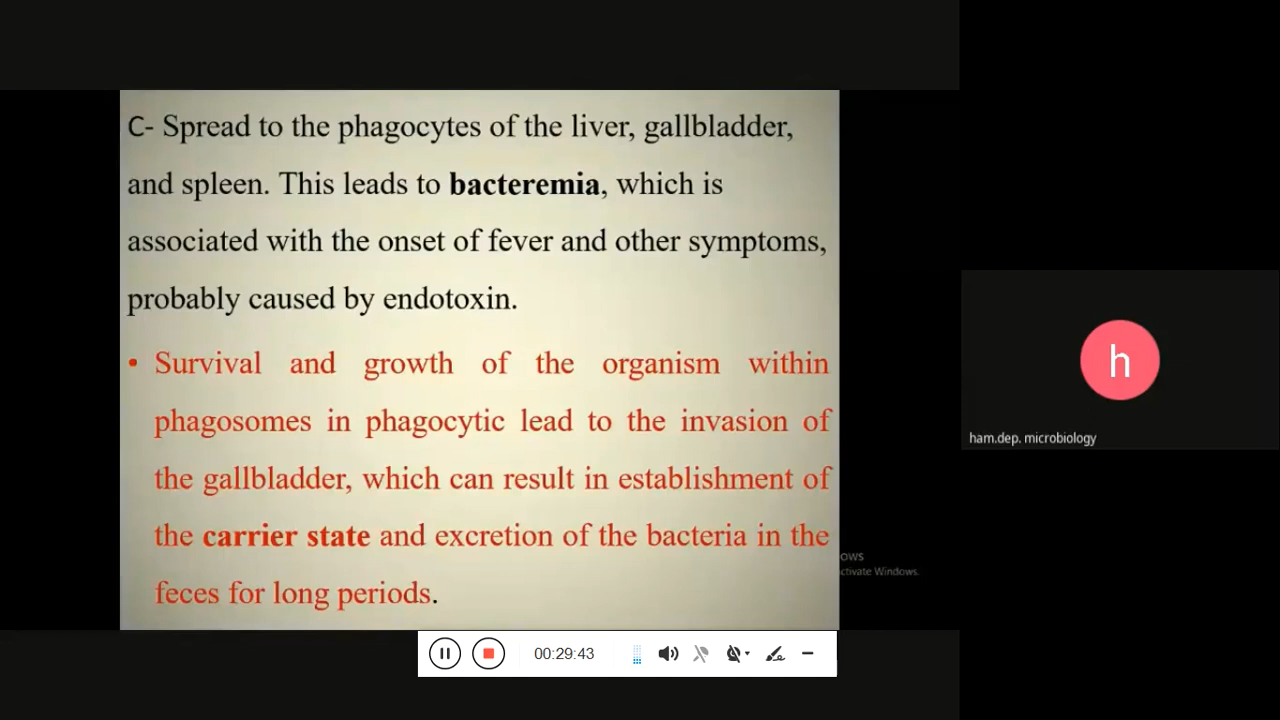 C- Spread to the phagocytes of the liver, gallbladder,
and spleen. This leads to bacteremia, which is
associated with the onset of fever and other symptoms,
probably caused by endotoxin.
• Survival and growth of the organism within
phagosomes in phagocytic lead to the invasion of
the gallbladder, which can result in establishment of
the carrier state and excretion of the bacteria in the
feces for long periods.
h
ham.dep. microbiology
ows
ctivate Windows.
00:29:43